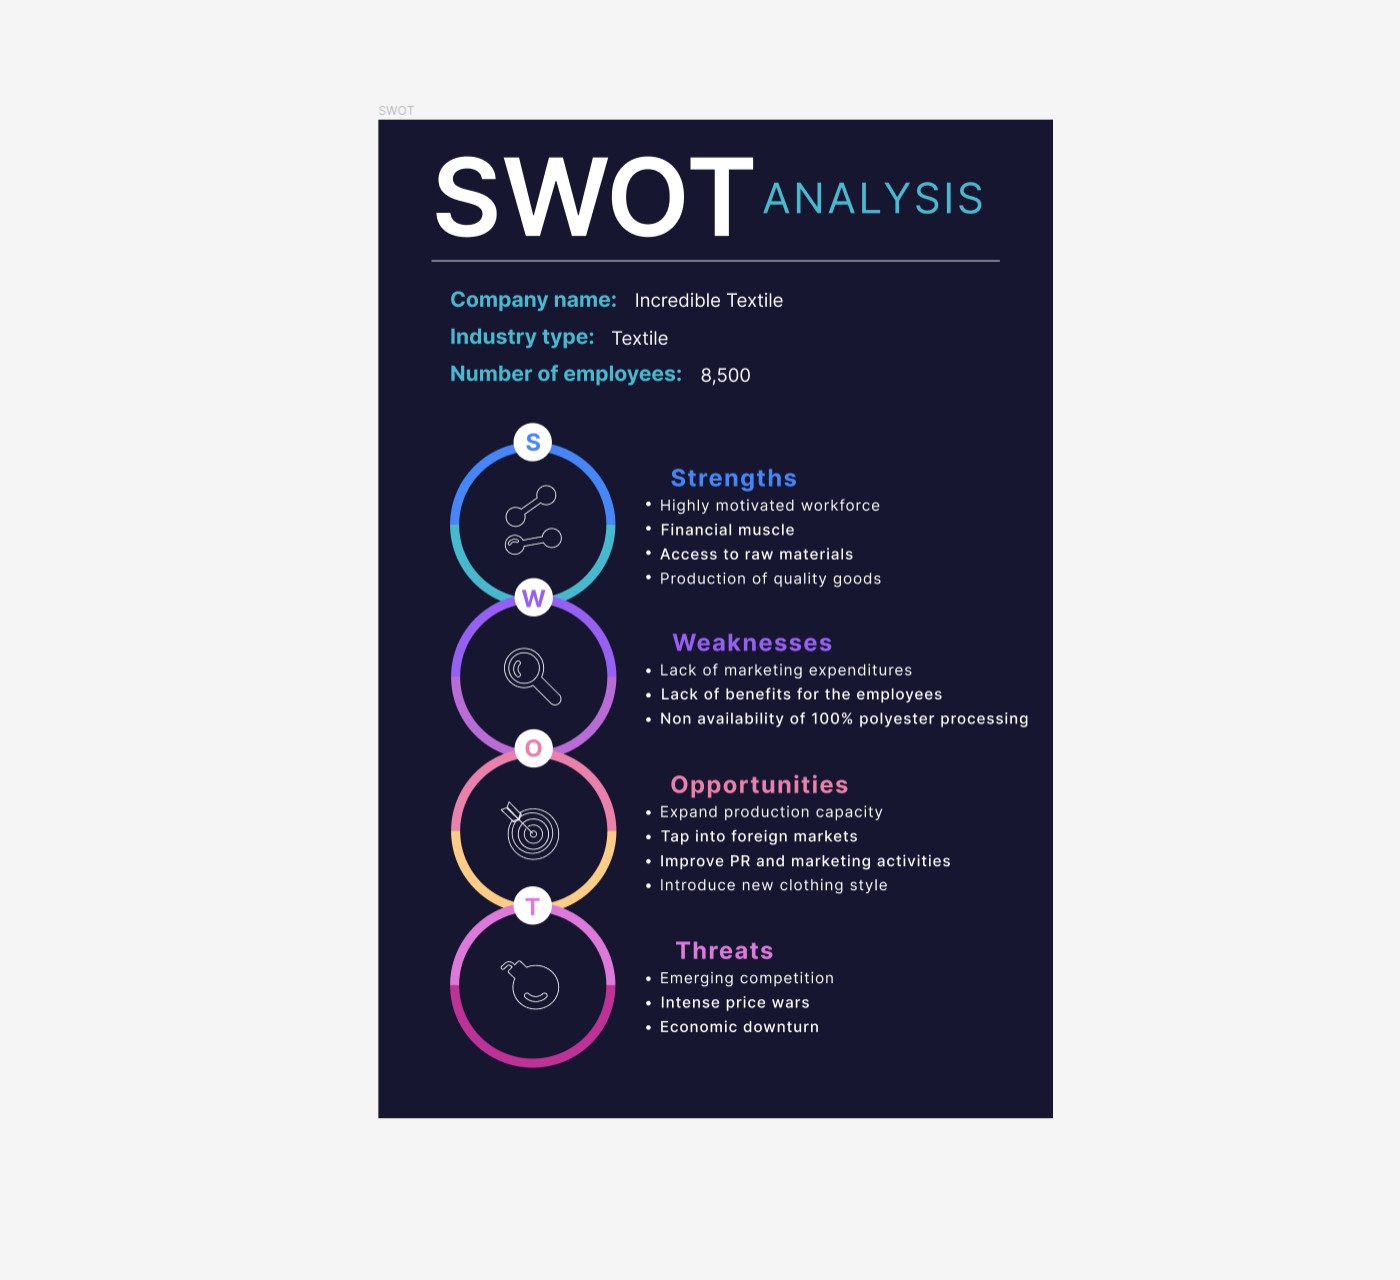 SWOT
SWOT ANALYSIS
Company name: Incredible Textile
Industry type: Textile
Number of employees: 8,500
S
Strengths
• Highly motivated workforce
• Financial muscle
• Access to raw materials
• Production of quality goods
W
Weaknesses
• Lack of marketing expenditures
• Lack of benefits for the employees
• Non availability of 100% polyester processing
O
Opportunities
• Expand production capacity
• Tap into foreign markets
• Improve PR and marketing activities
• Introduce new clothing style
T
Threats
• Emerging competition
• Intense price wars
• Economic downturn